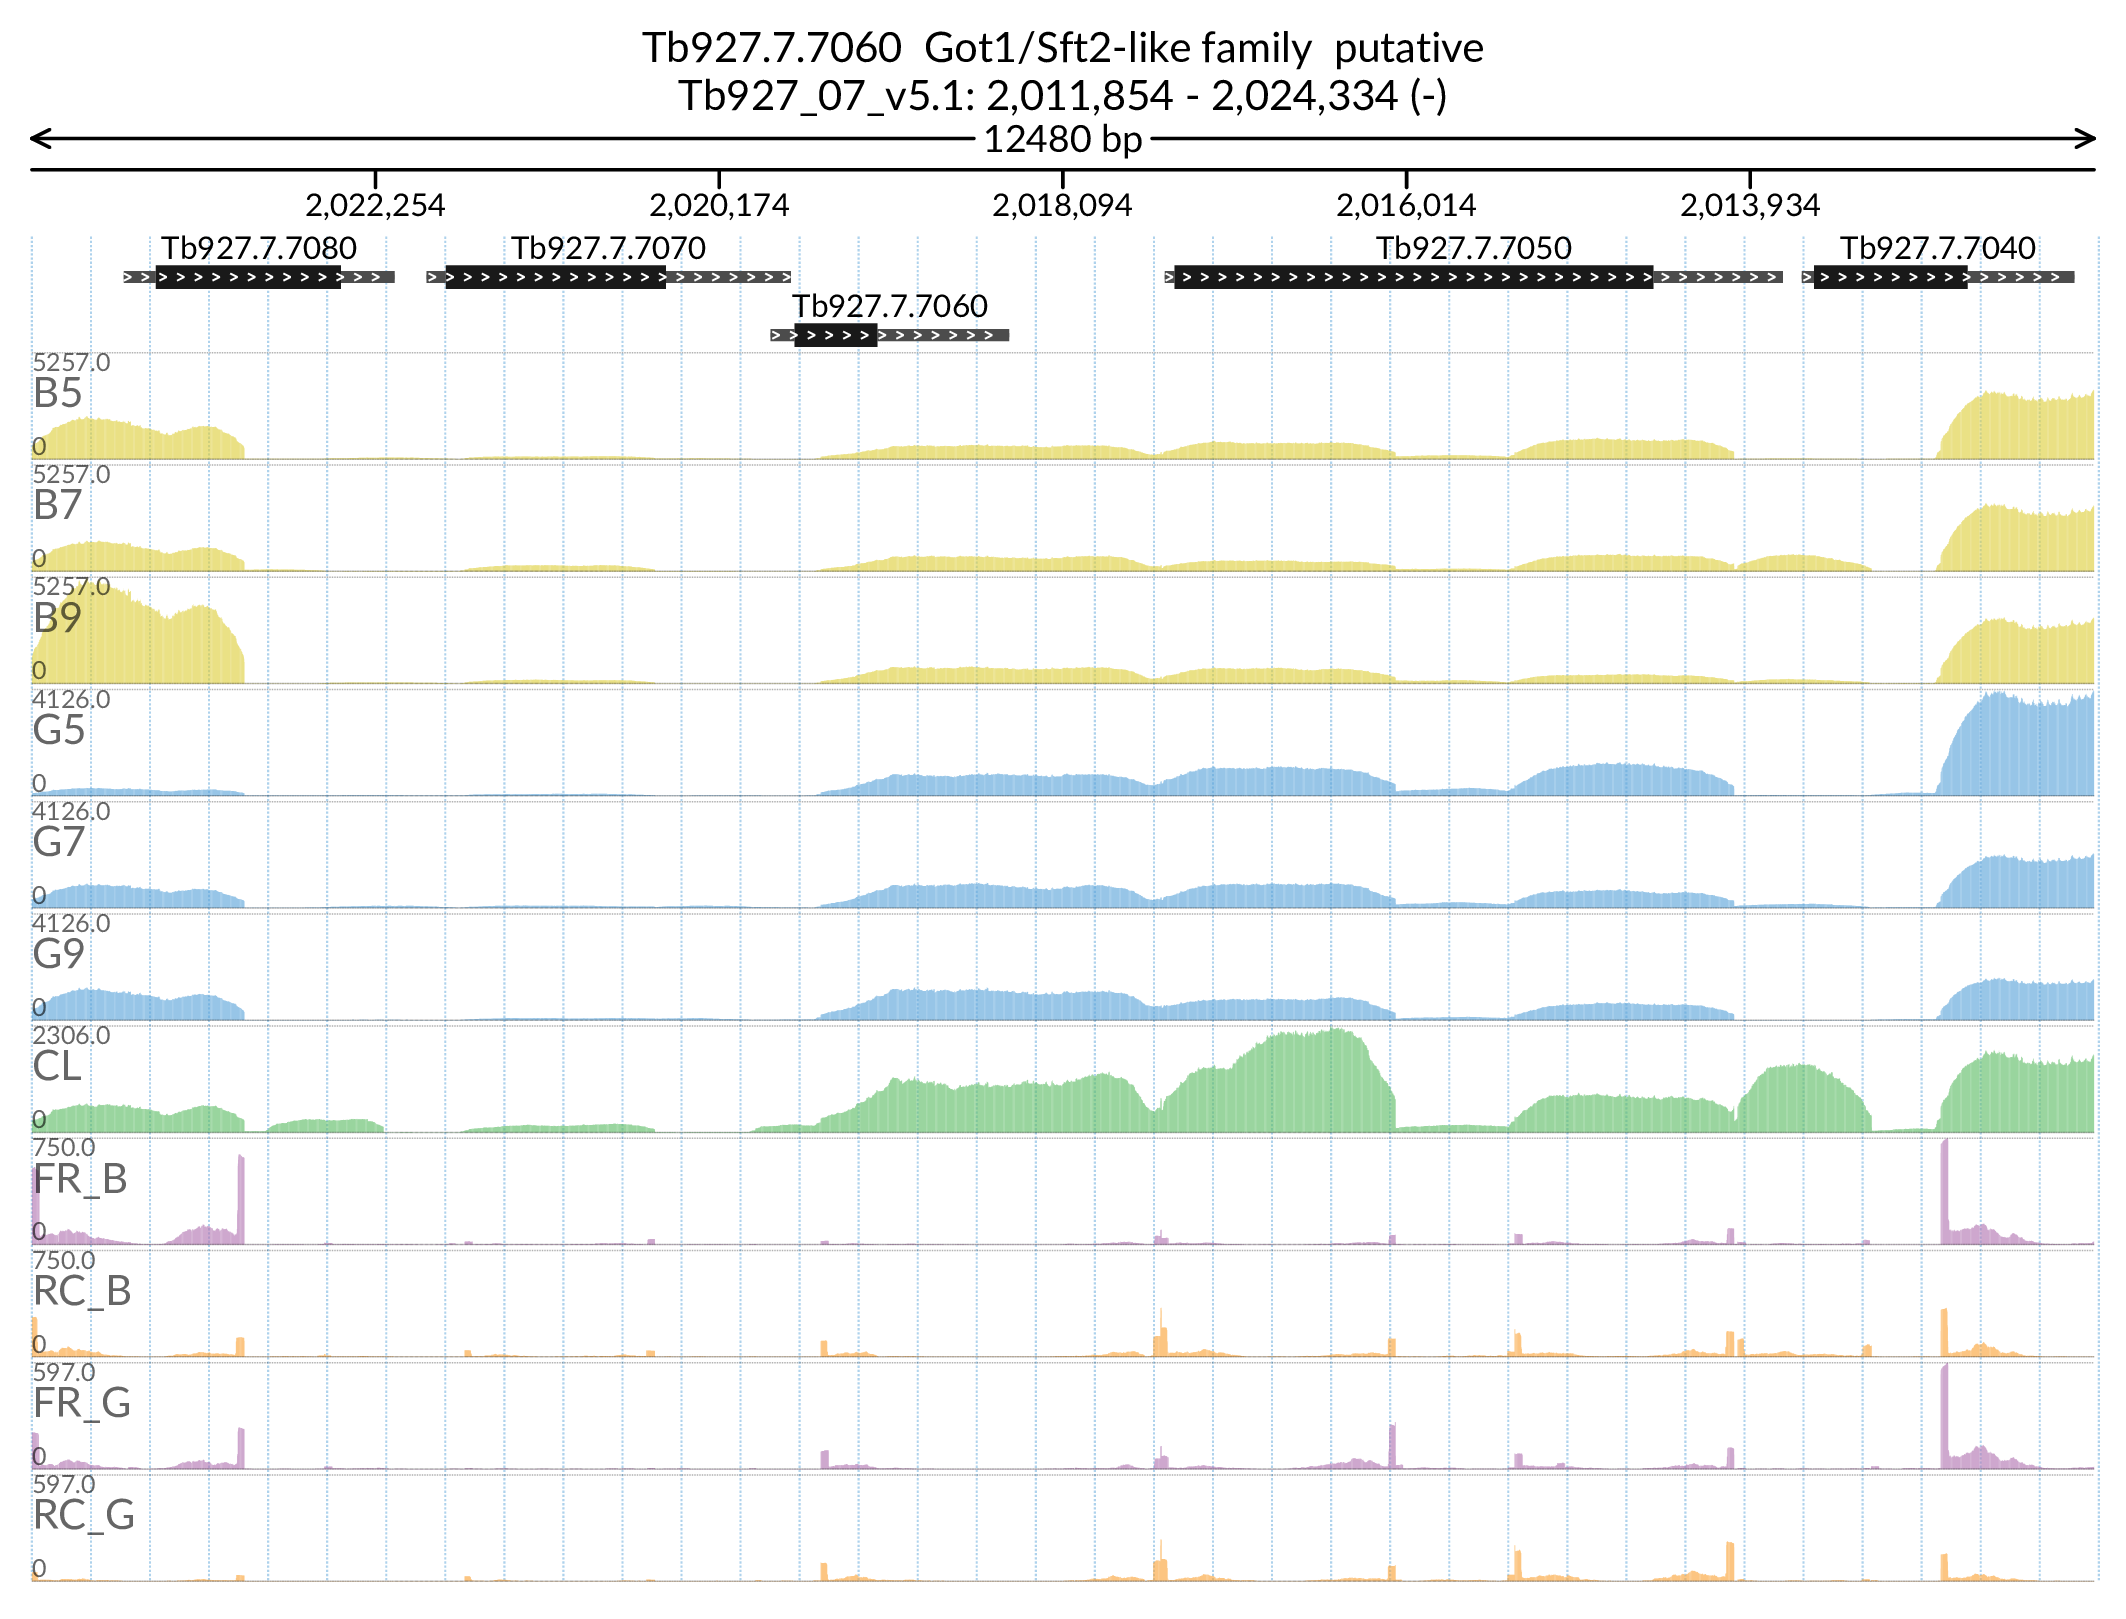 Tb927.7.7060  Got1/Sft2-like family  putative
Tb927_07_v5.1: 2,011,854 - 2,024,334 (-)
12480 bp
2,022,254 2,020,174 2,018,094 2,016,014 2,013,934
Tb927.7.7080 Tb927.7.7070 Tb927.7.7050 Tb927.7.7040
Tb927.7.7060
5257.0
B5
0
5257.0
B7
0
5257.0
B9
0
4126.0
G5
0
4126.0
G7
0
4126.0
G9
0
2306.0
CL
0
750.0
FR_B
0
750.0
RC_B
0
597.0
FR_G
0
597.0
RC_G
0